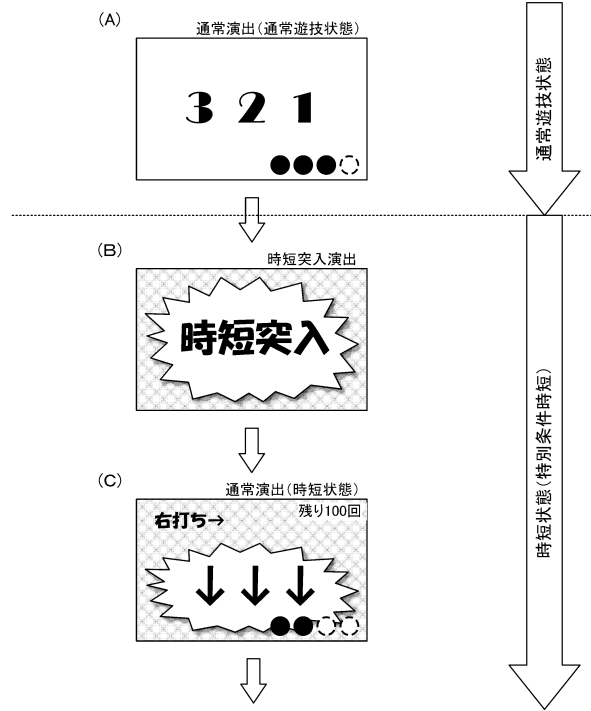 (A)
通常演出(通常遊技状態)
3 2 1
通常遊技状態
(B)
時短突入演出
時短突入
(C)
通常演出(時短状態)
残り100回
右打ち→
↓ ↓ ↓
時短状態(特別条件時短)